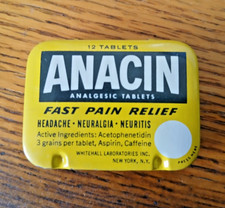 12 TABLETS
ANACIN
ANALGESIC TABLETS
FAST PAIN RELIEF
HEADACHE • NEURALGIA • NEURITIS
Active Ingredients: Acetophenetidin
3 grains per tablet, Aspirin, Caffeine
WHITEHALL LABORATORIES INC.
NEW YORK, N.Y.